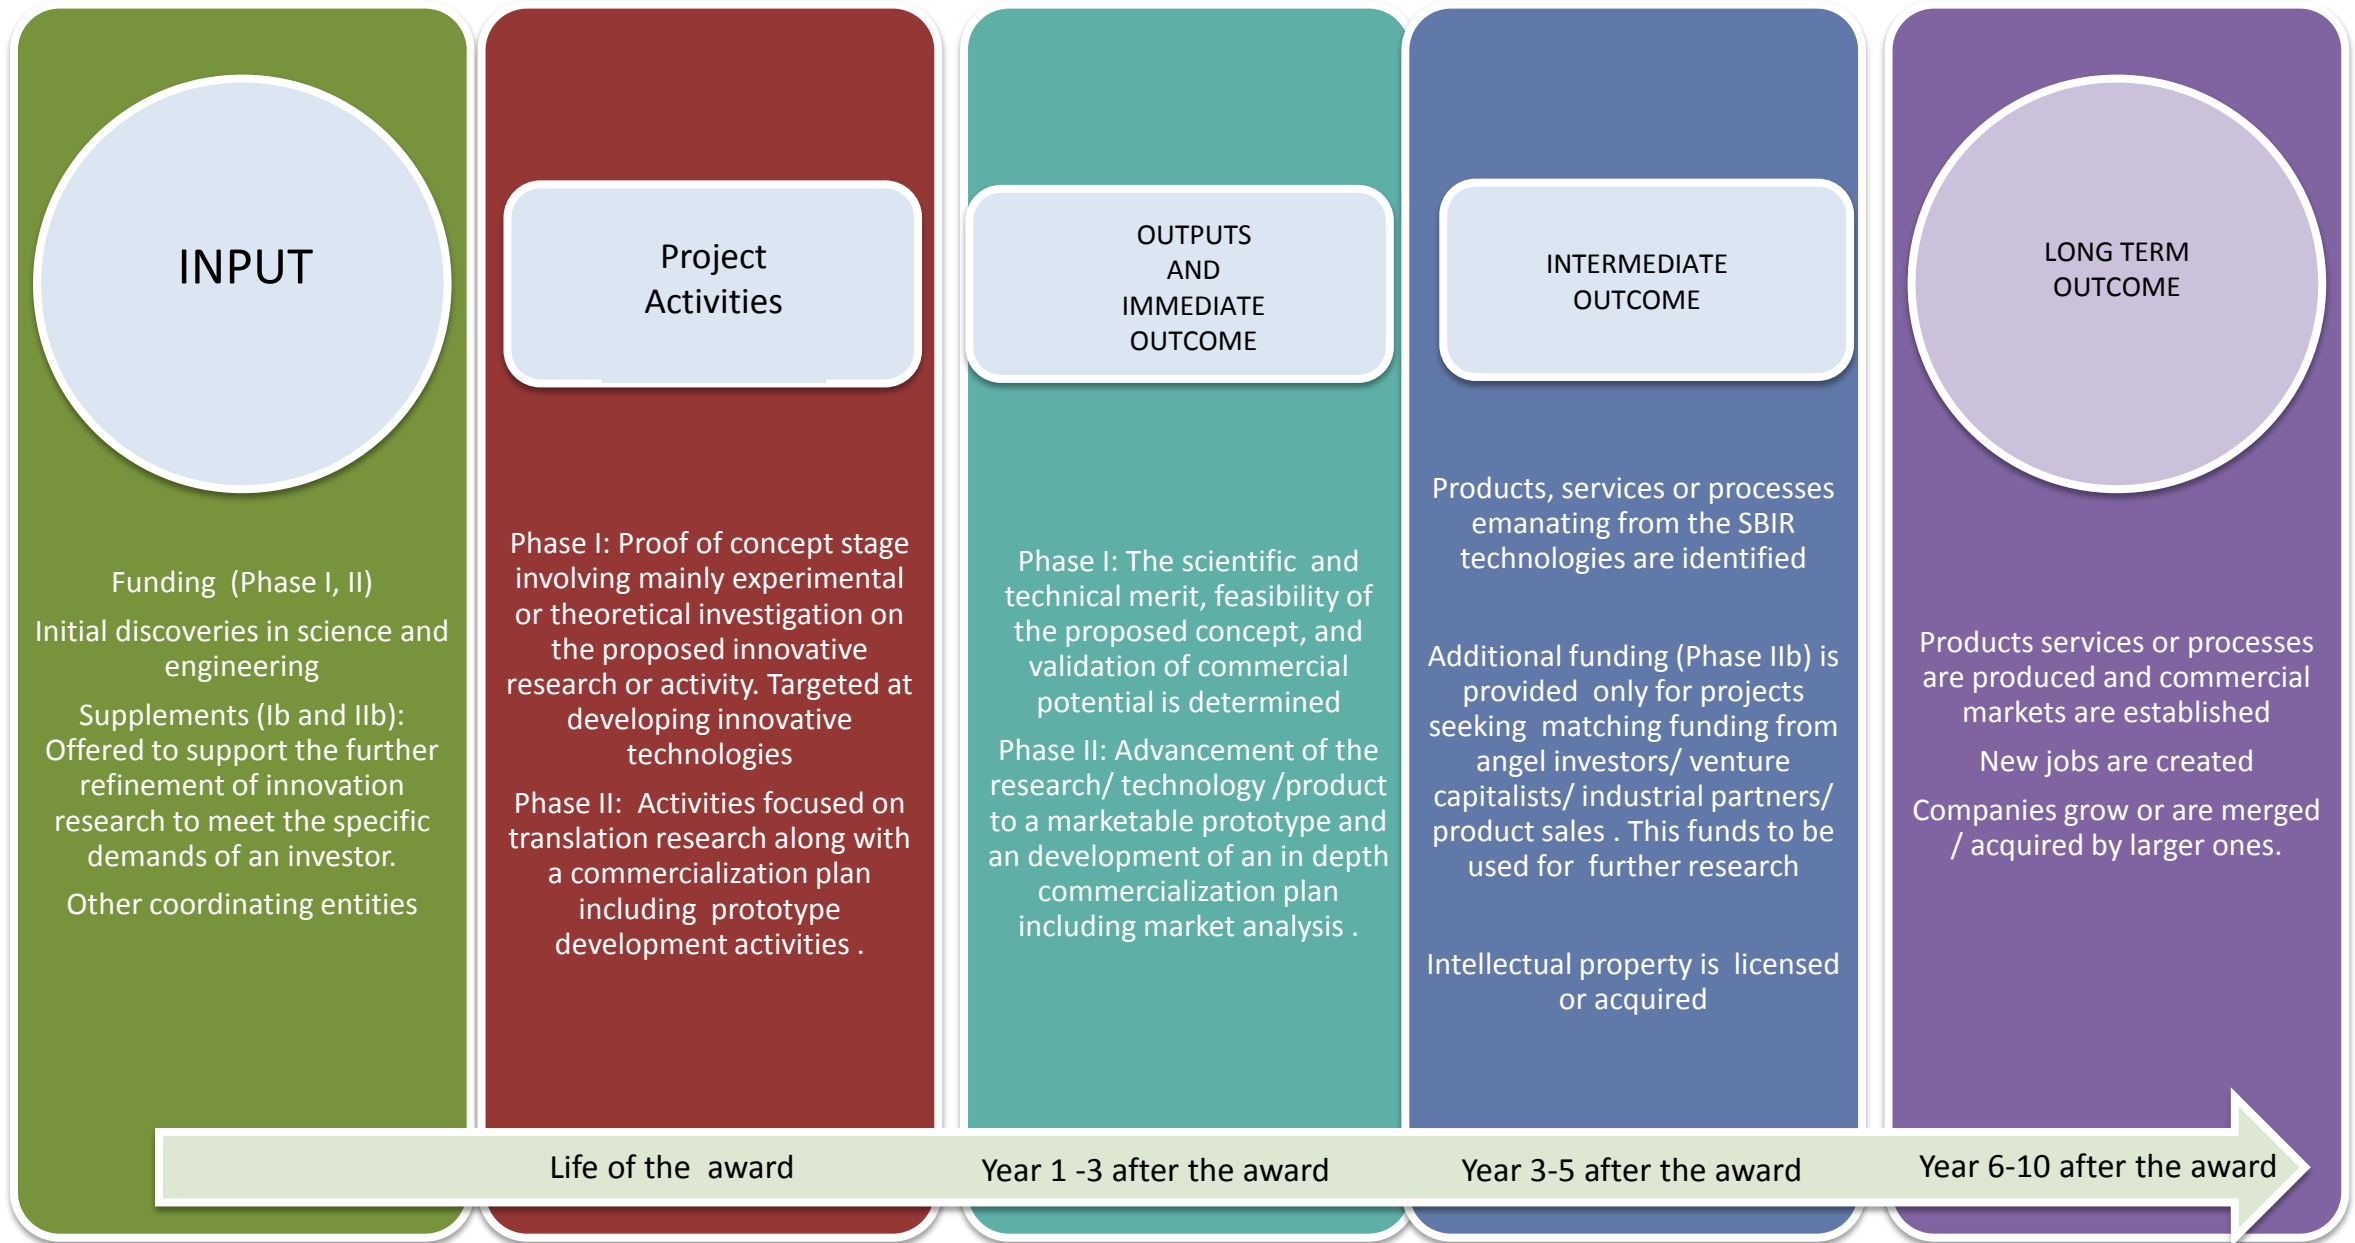 INPUT
Funding  (Phase I, II)
Initial discoveries in science and
engineering
Supplements (Ib and IIb):
Offered to support the further
refinement of innovation
research to meet the specific
demands of an investor.
Other coordinating entities
Project
Activities
Phase I: Proof of concept stage
involving mainly experimental
or theoretical investigation on
the proposed innovative
research or activity. Targeted at
developing innovative
technologies
Phase II:  Activities focused on
translation research along with
a commercialization plan
including  prototype
development activities .
OUTPUTS
AND
IMMEDIATE
OUTCOME
Phase I: The scientific  and
technical merit, feasibility of
the proposed concept, and
validation of commercial
potential is determined
Phase II: Advancement of the
research/ technology /product
to a marketable prototype and
an development of an in depth
commercialization plan
including market analysis .
INTERMEDIATE
OUTCOME
Products, services or processes
emanating from the SBIR
technologies are identified
Additional funding (Phase IIb) is
provided  only for projects
seeking  matching funding from
angel investors/ venture
capitalists/ industrial partners/
product sales . This funds to be
used for  further research
Intellectual property is  licensed
or acquired
LONG TERM
OUTCOME
Products services or processes
are produced and commercial
markets are established
New jobs are created
Companies grow or are merged
/ acquired by larger ones.
Life of the  award
Year 1 -3 after the award
Year 3-5 after the award
Year 6-10 after the award